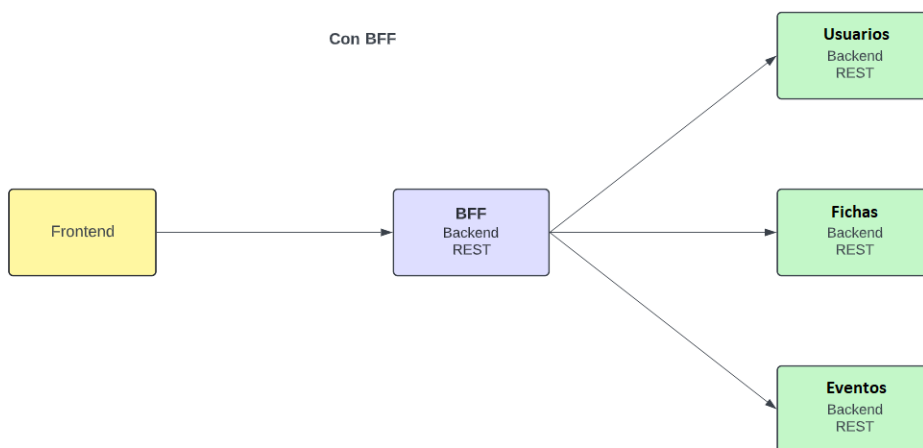 Con BFF
Usuarios
Backend
REST
Frontend
BFF
Backend
REST
Fichas
Backend
REST
Eventos
Backend
REST